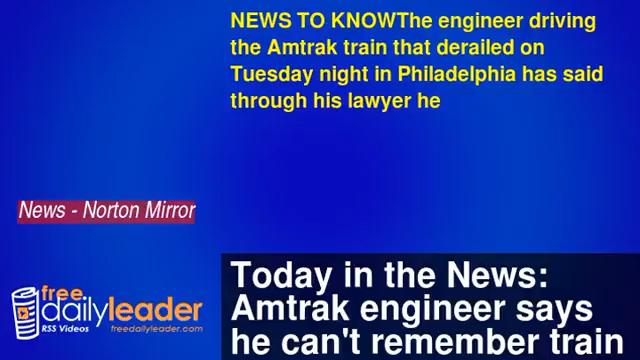 NEWS TO KNOWThe engineer driving
the Amtrak train that derailed on
Tuesday night in Philadelphia has said
through his lawyer he
News - Norton Mirror
free
dailyleader
RSS Videos freedailyleader.com
Today in the News:
Amtrak engineer says
he can't remember train